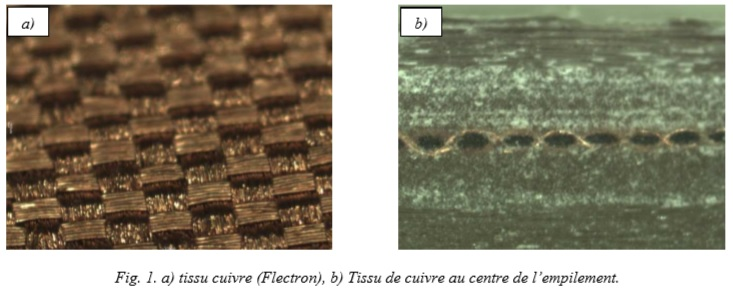 a)
b)
Fig. 1. a) tissu cuivre (Flectron), b) Tissu de cuivre au centre de l'empilement.